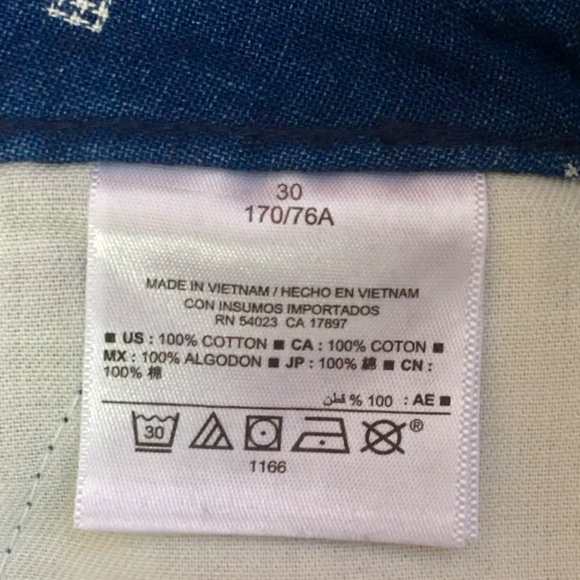 30
170/76A
MADE IN VIETNAM / HECHO EN VIETNAM
CON INSUMOS IMPORTADOS
RN 54023 CA 17897
■ US : 100% COTTON ■ CA : 100% COTON ■
MX : 100% ALGODON ■ JP : 100% 綿 ■ CN :
100% 棉
■ AE : 100 % قطن
30 ®
1166